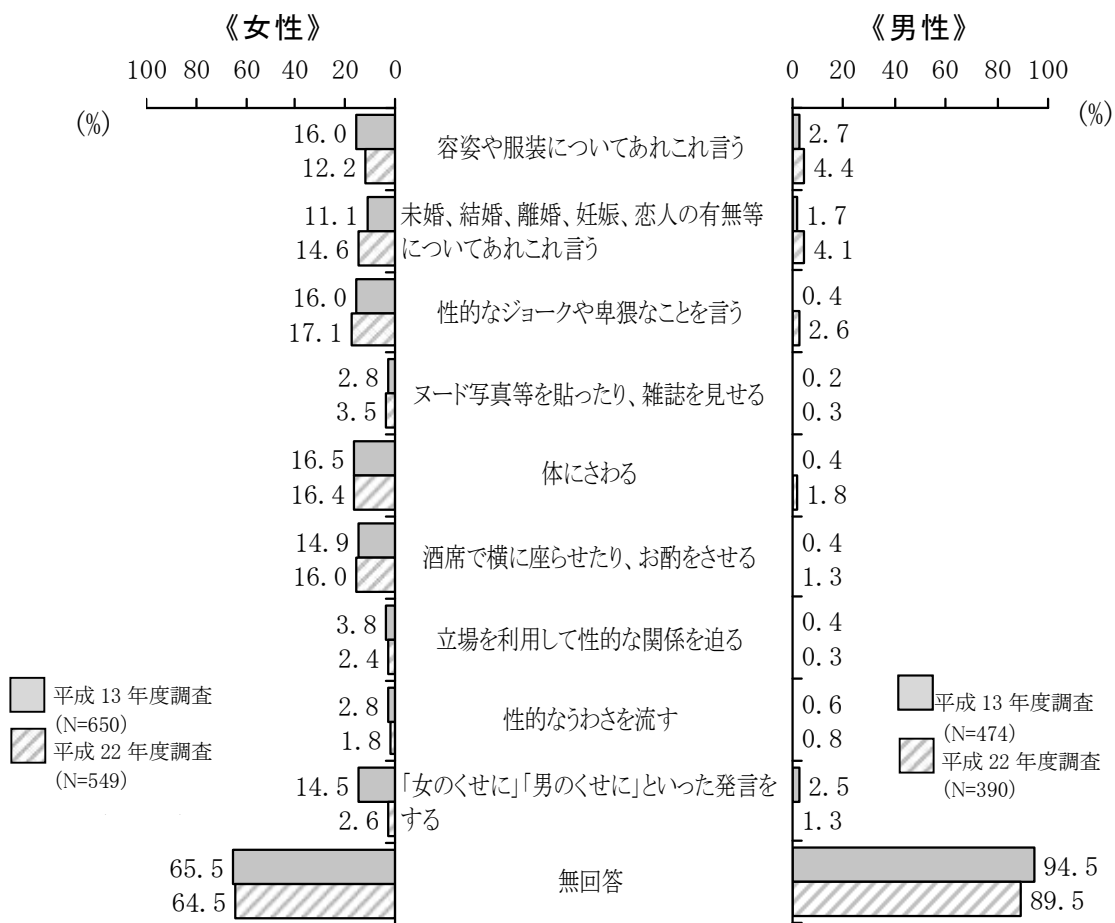 《女性》
《男性》
100 80 60 40 20 0
0 20 40 60 80 100
(%)
(%)
16.0
12.2
容姿や服装についてあれこれ言う
2.7
4.4
11.1
14.6
未婚、結婚、離婚、妊娠、恋人の有無等
についてあれこれ言う
1.7
4.1
16.0
17.1
性的なジョークや卑猥なことを言う
0.4
2.6
2.8
3.5
ヌード写真等を貼ったり、雑誌を見せる
0.2
0.3
16.5
16.4
体にさわる
0.4
1.8
14.9
16.0
酒席で横に座らせたり、お酌をさせる
0.4
1.3
3.8
2.4
立場を利用して性的な関係を迫る
0.4
0.3
2.8
1.8
性的なうわさを流す
0.6
0.8
14.5
2.6
「女のくせに」「男のくせに」といった発言を
する
2.5
1.3
65.5
64.5
無回答
94.5
89.5
平成 13 年度調査
(N=650)
平成 22 年度調査
(N=549)
平成 13 年度調査
(N=474)
平成 22 年度調査
(N=390)